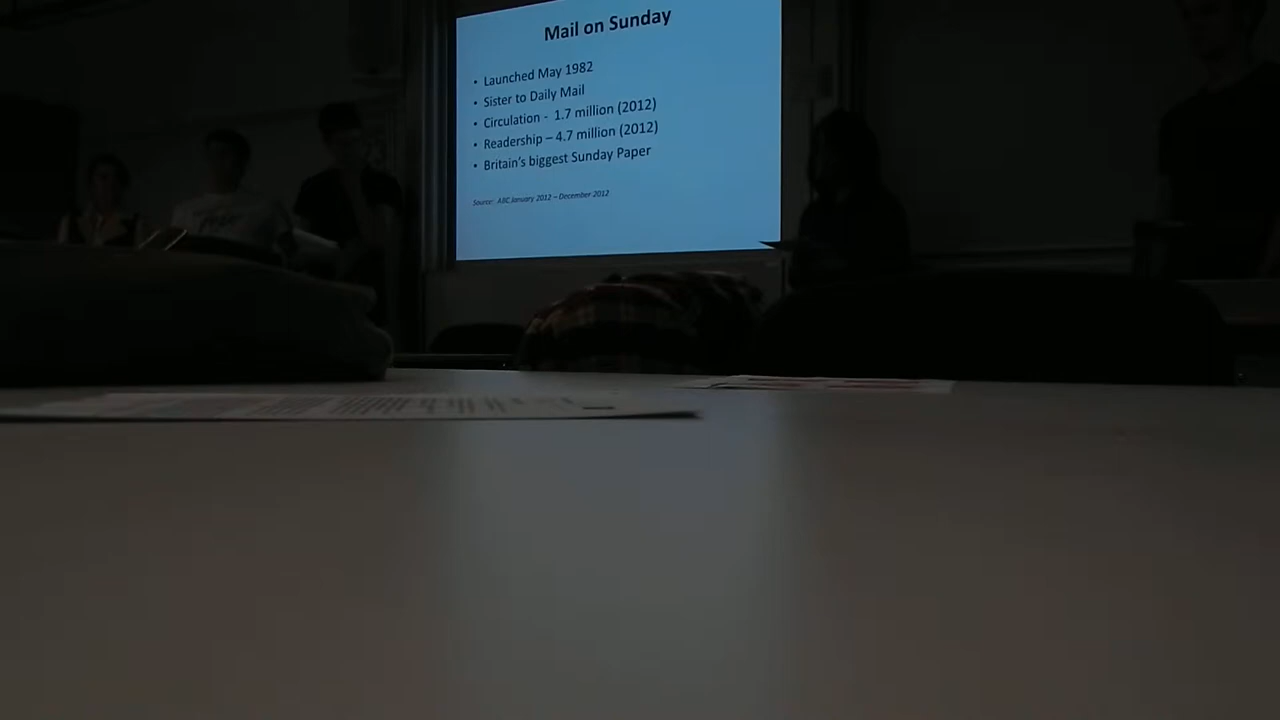 Mail on Sunday
• Launched May 1982
• Sister to Daily Mail
• Circulation - 1.7 million (2012)
• Readership – 4.7 million (2012)
• Britain's biggest Sunday Paper
Source: ABC January 2012 – December 2012